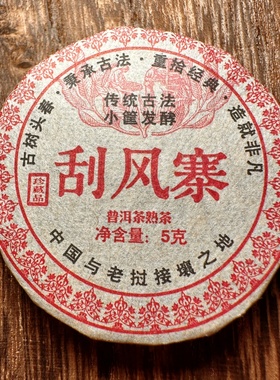 古树头春 · 秉承古法 · 重拾经典 · 造就非凡
传统古法
小筐发酵
刮风寨
珍藏品
普洱茶熟茶
净含量：5克
中国与老挝接壤之地